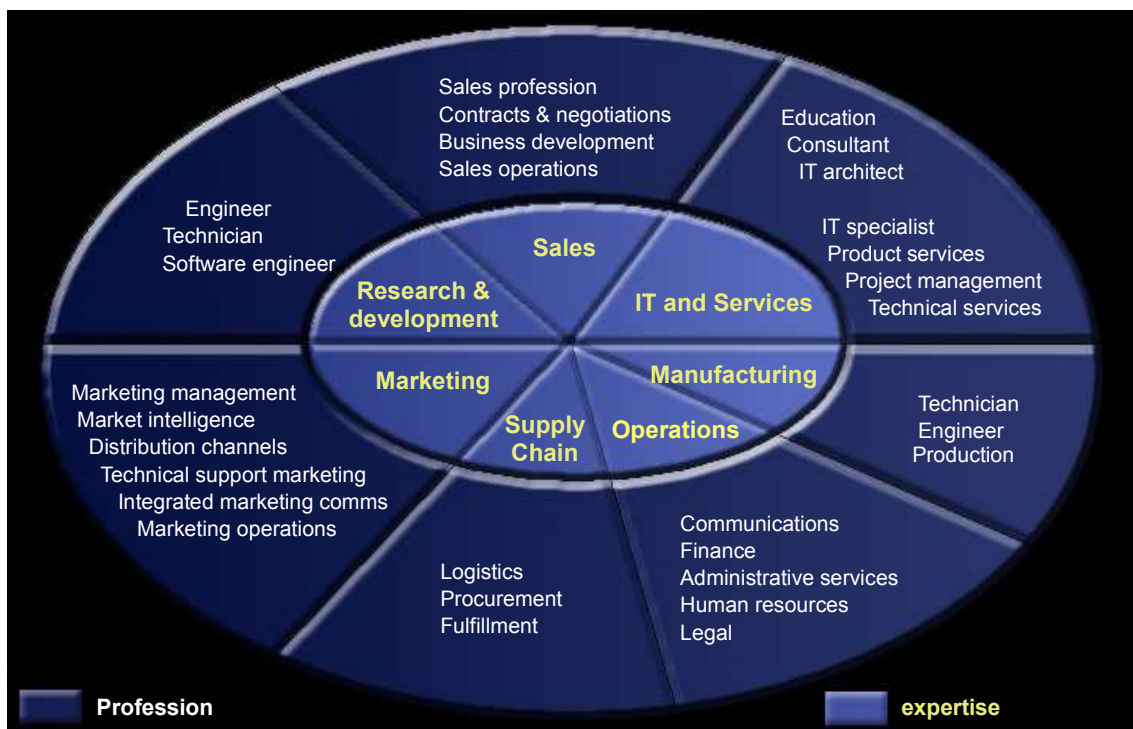 Sales profession
Contracts & negotiations
Business development
Sales operations
Education
Consultant
IT architect
IT specialist
Product services
Project management
Technical services
Engineer
Technician
Software engineer
Sales
Research &
development
IT and Services
Marketing
Manufacturing
Supply
Chain
Operations
Marketing management
Market intelligence
Distribution channels
Technical support marketing
Integrated marketing comms
Marketing operations
Technician
Engineer
Production
Logistics
Procurement
Fulfillment
Communications
Finance
Administrative services
Human resources
Legal
Profession
expertise